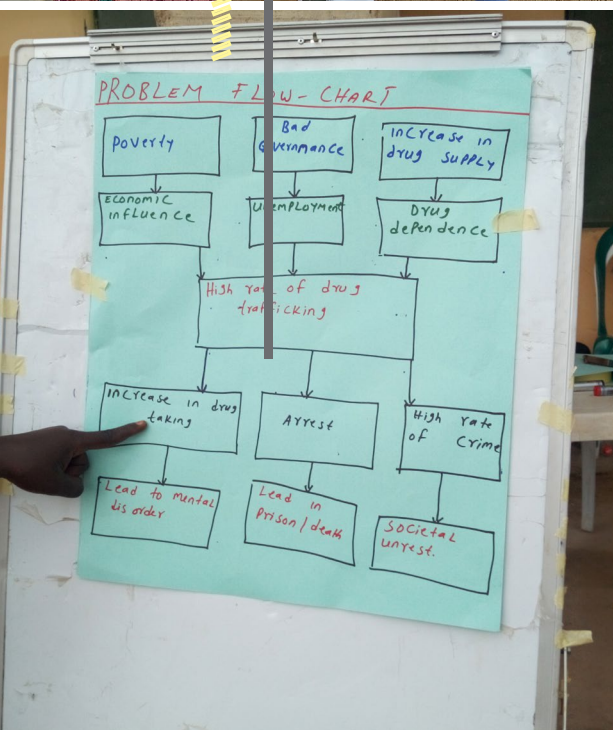 PROBLEM FLOW-CHART
Poverty
Bad
Governance
increase in
drug supply
ECONOMIC
influence
UNEMPLOYMENT
Drug
dependence
High rate of drug
trafficking
increase in drug
taking
Arrest
High rate
of crime
Lead to mental
dis order
Lead in
Prison/death
SOCIETAL
unrest.